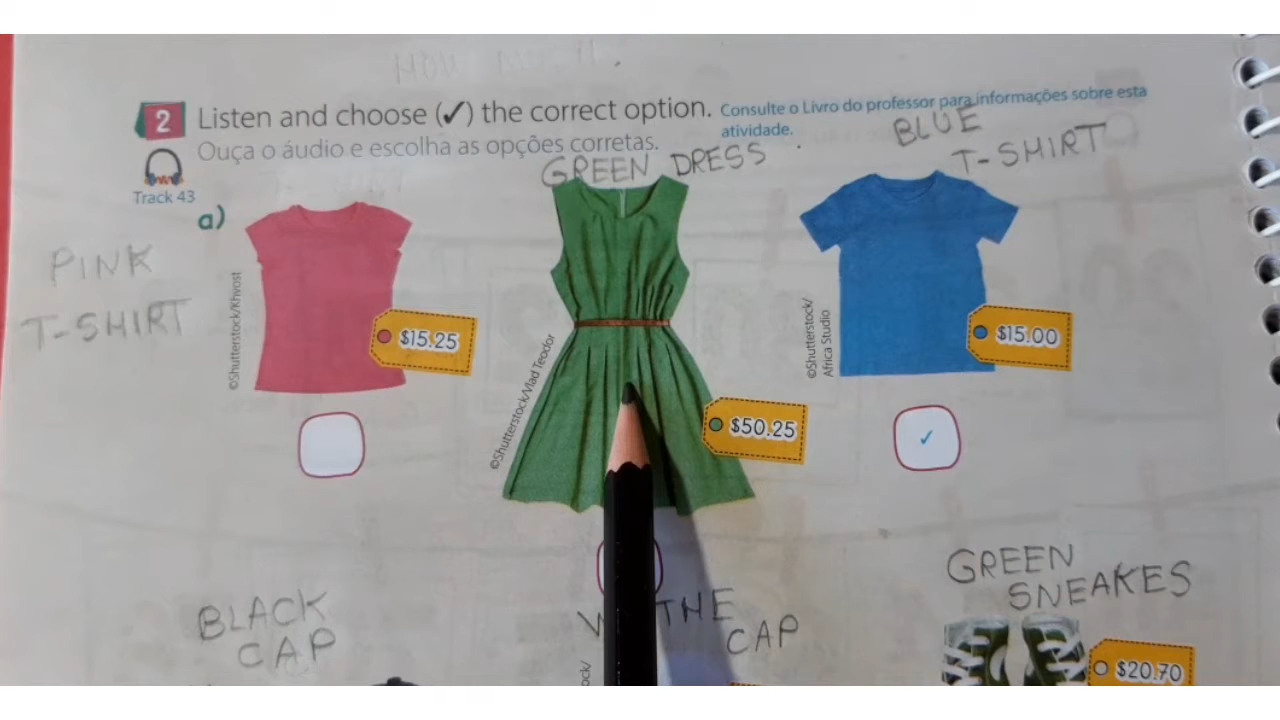 2 Listen and choose (✓) the correct option. Consulte o Livro do professor para informações sobre esta
atividade.
Ouça o áudio e escolha as opções corretas.
Track 43
a)
PINK
T-SHIRT
GREEN DRESS
BLUE
T-SHIRT
©Shutterstock/Khvost
$15.25
©Shutterstock/Mad Teodor
$50.25
©Shutterstock/
Africa Studio
$15.00
✓
BLACK
CAP
THE
CAP
GREEN
SNEAKES
$20.70